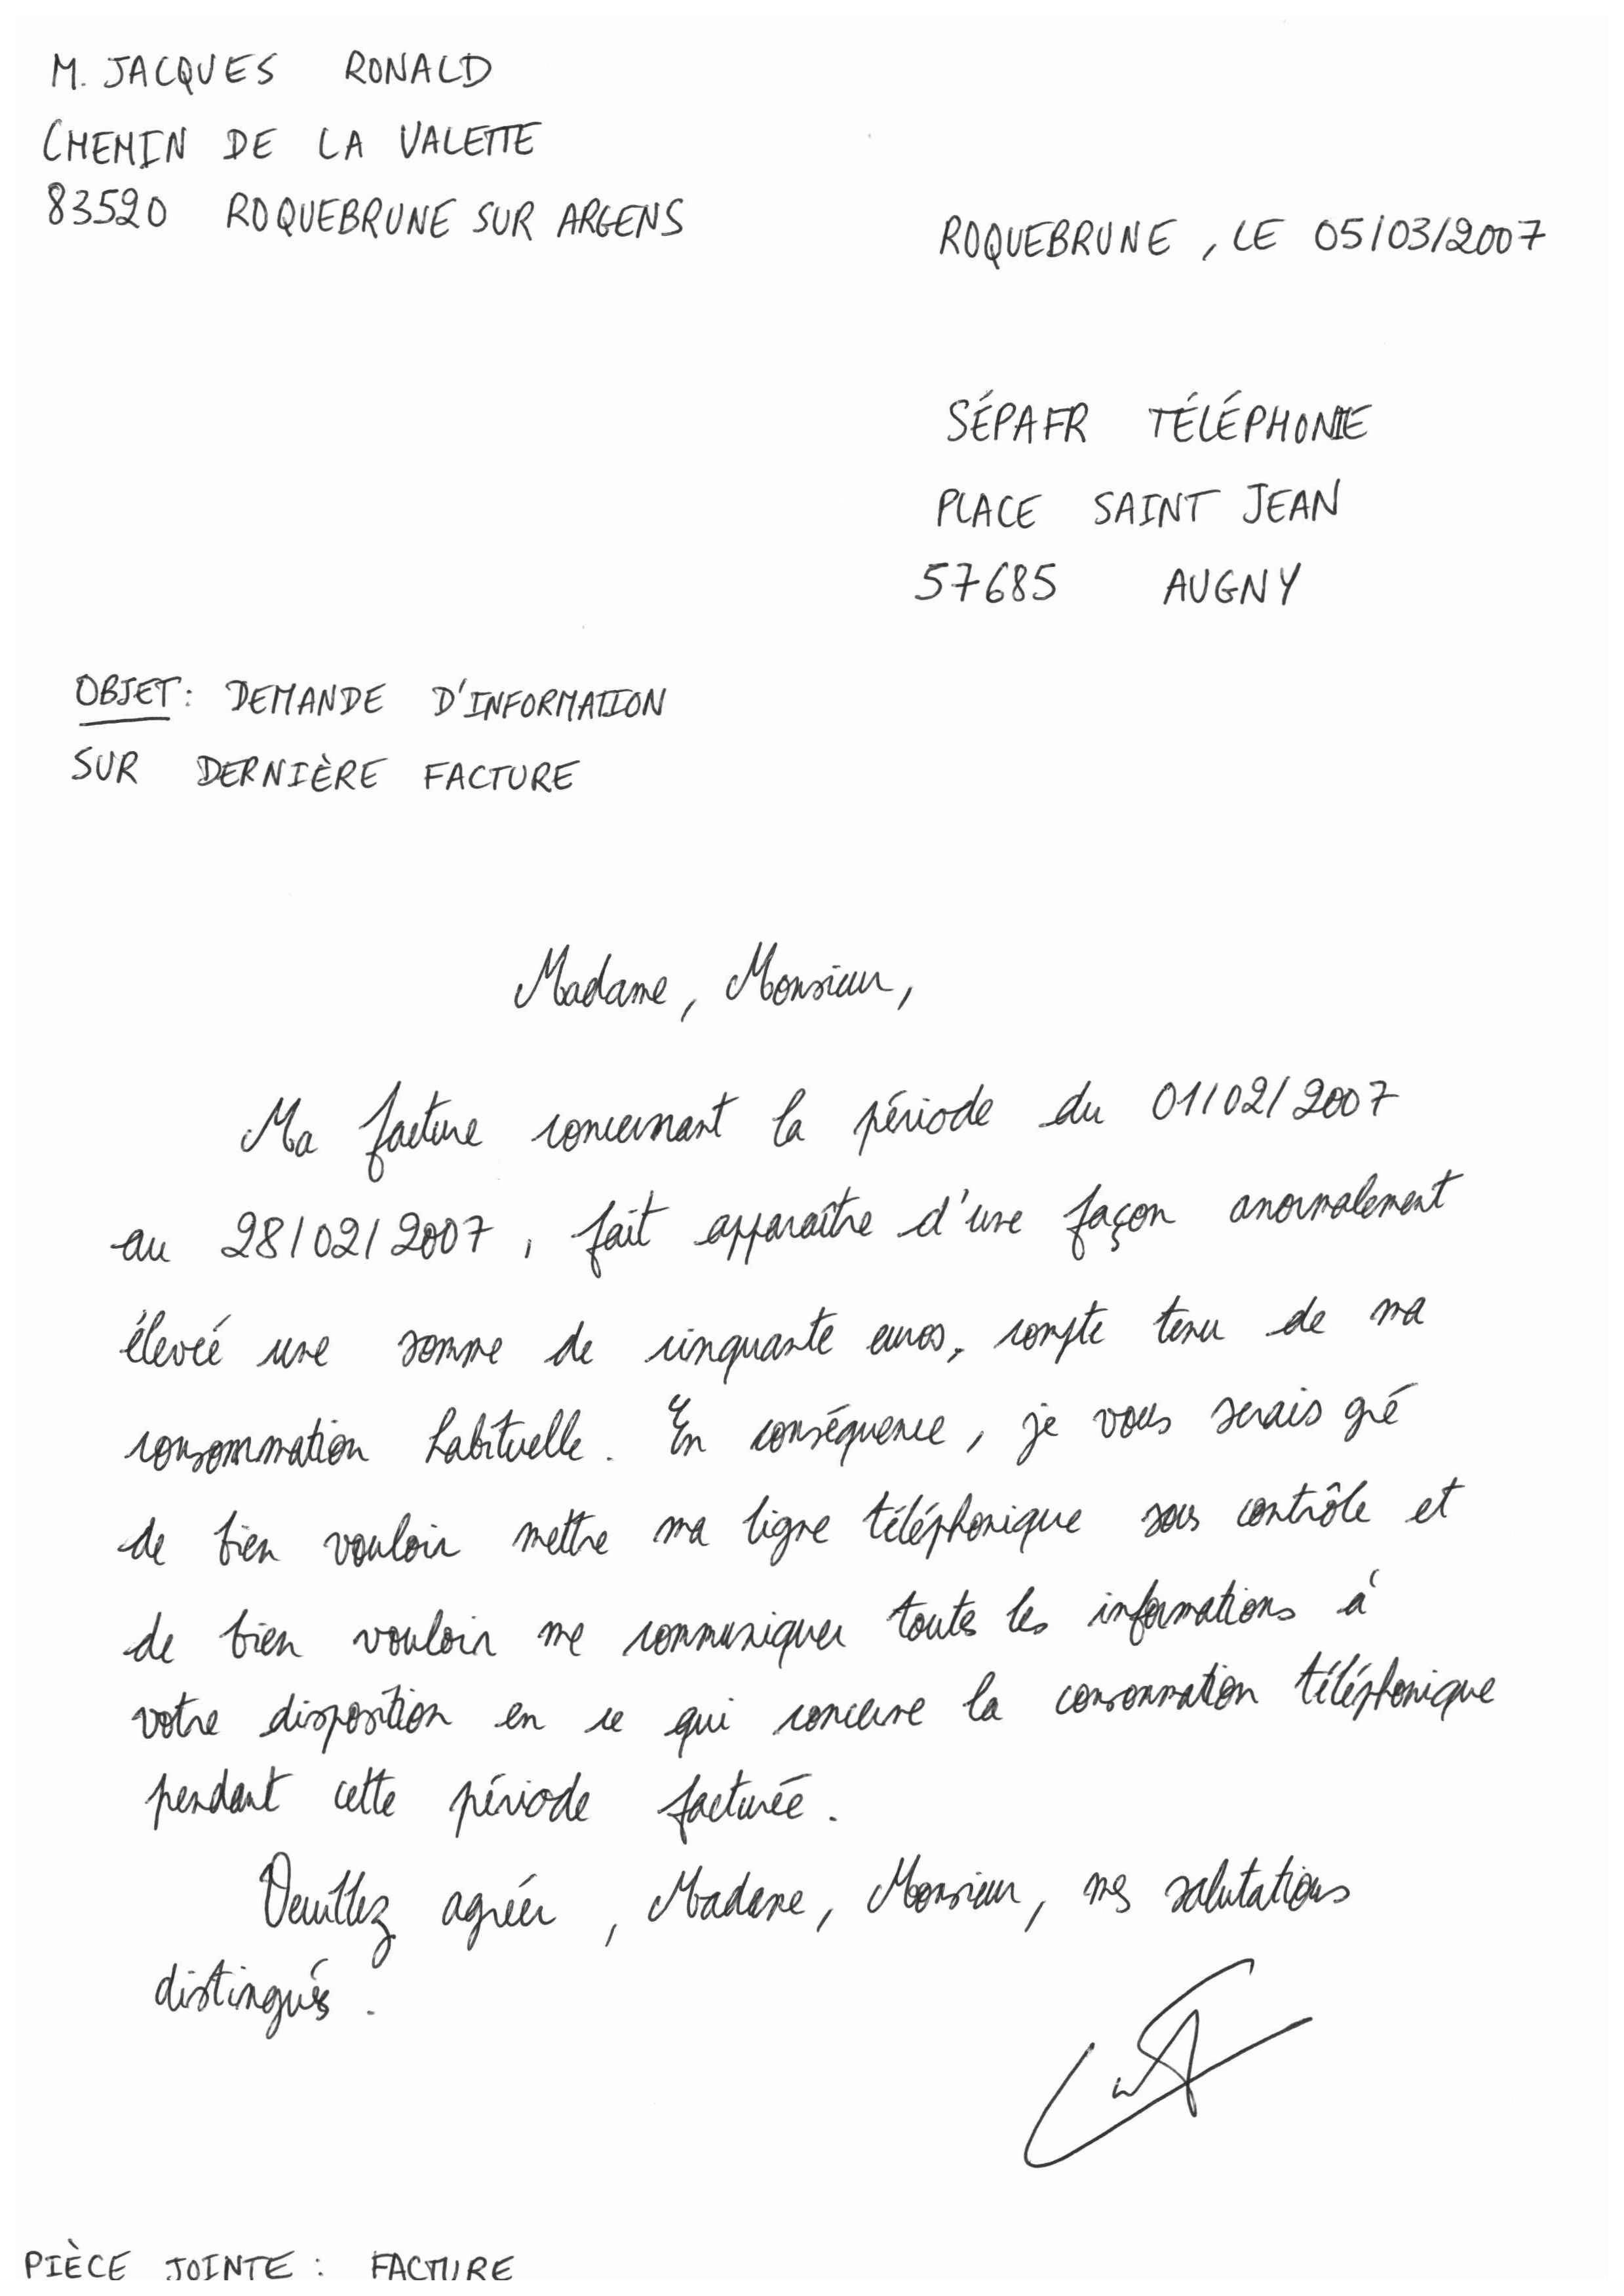 M. JACQUES RONALD
CHEMIN DE LA VALETTE
83520 ROQUEBRUNE SUR ARGENS
ROQUEBRUNE, LE 05/03/2007
SÉPAFR TÉLÉPHONIE
PLACE SAINT JEAN
57685 AUGNY
OBJET: DEMANDE D'INFORMATION
SUR DERNIÈRE FACTURE
Madame, Monsieur,
Ma facture concernant la période du 01/02/2007
au 28/02/2007, fait apparaître d'une façon anormalement
élevéé une somme de cinquante euros, compte tenu de ma
consommation habituelle. En conséquence, je vous serais gré
de bien vouloir mettre ma ligne téléphonique sous contrôle et
de bien vouloir me communiquer toutes les informations à
votre disposition en ce qui concerne la consommation téléphonique
pendant cette période facturée.
Veuillez agréer, Madame, Monsieur, mes salutations
distingués.
PIÈCE JOINTE : FACTURE